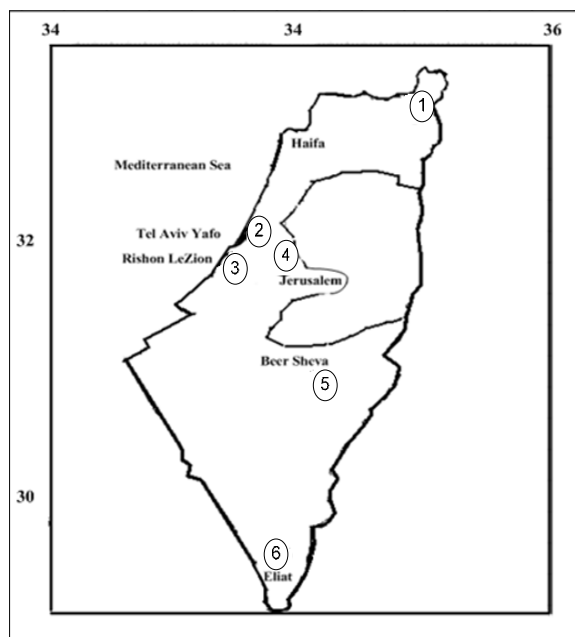 34 34 36
1
Haifa
Mediterranean Sea
2
Tel Aviv Yafo
32
4
Rishon LeZion
3
Jerusalem
Beer Sheva
5
30
6
Eliat